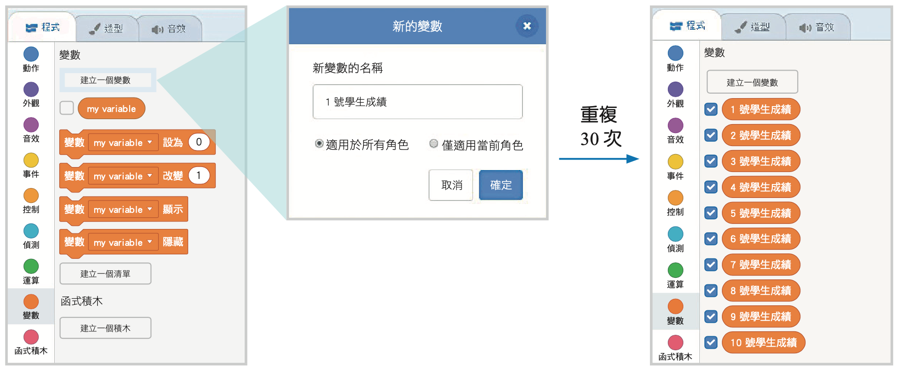 程式
造型
音效
動作
外觀
音效
事件
控制
偵測
運算
變數
函式積木
變數
建立一個變數
my variable
變數 my variable 設為 0
變數 my variable 改變 1
變數 my variable 顯示
變數 my variable 隱藏
建立一個清單
函式積木
建立一個積木
新的變數
新變數的名稱
1 號學生成績
適用於所有角色
僅適用當前角色
取消
確定
重複
30 次
程式
造型
音效
動作
外觀
音效
事件
控制
偵測
運算
變數
函式積木
變數
建立一個變數
1 號學生成績
2 號學生成績
3 號學生成績
4 號學生成績
5 號學生成績
6 號學生成績
7 號學生成績
8 號學生成績
9 號學生成績
10 號學生成績